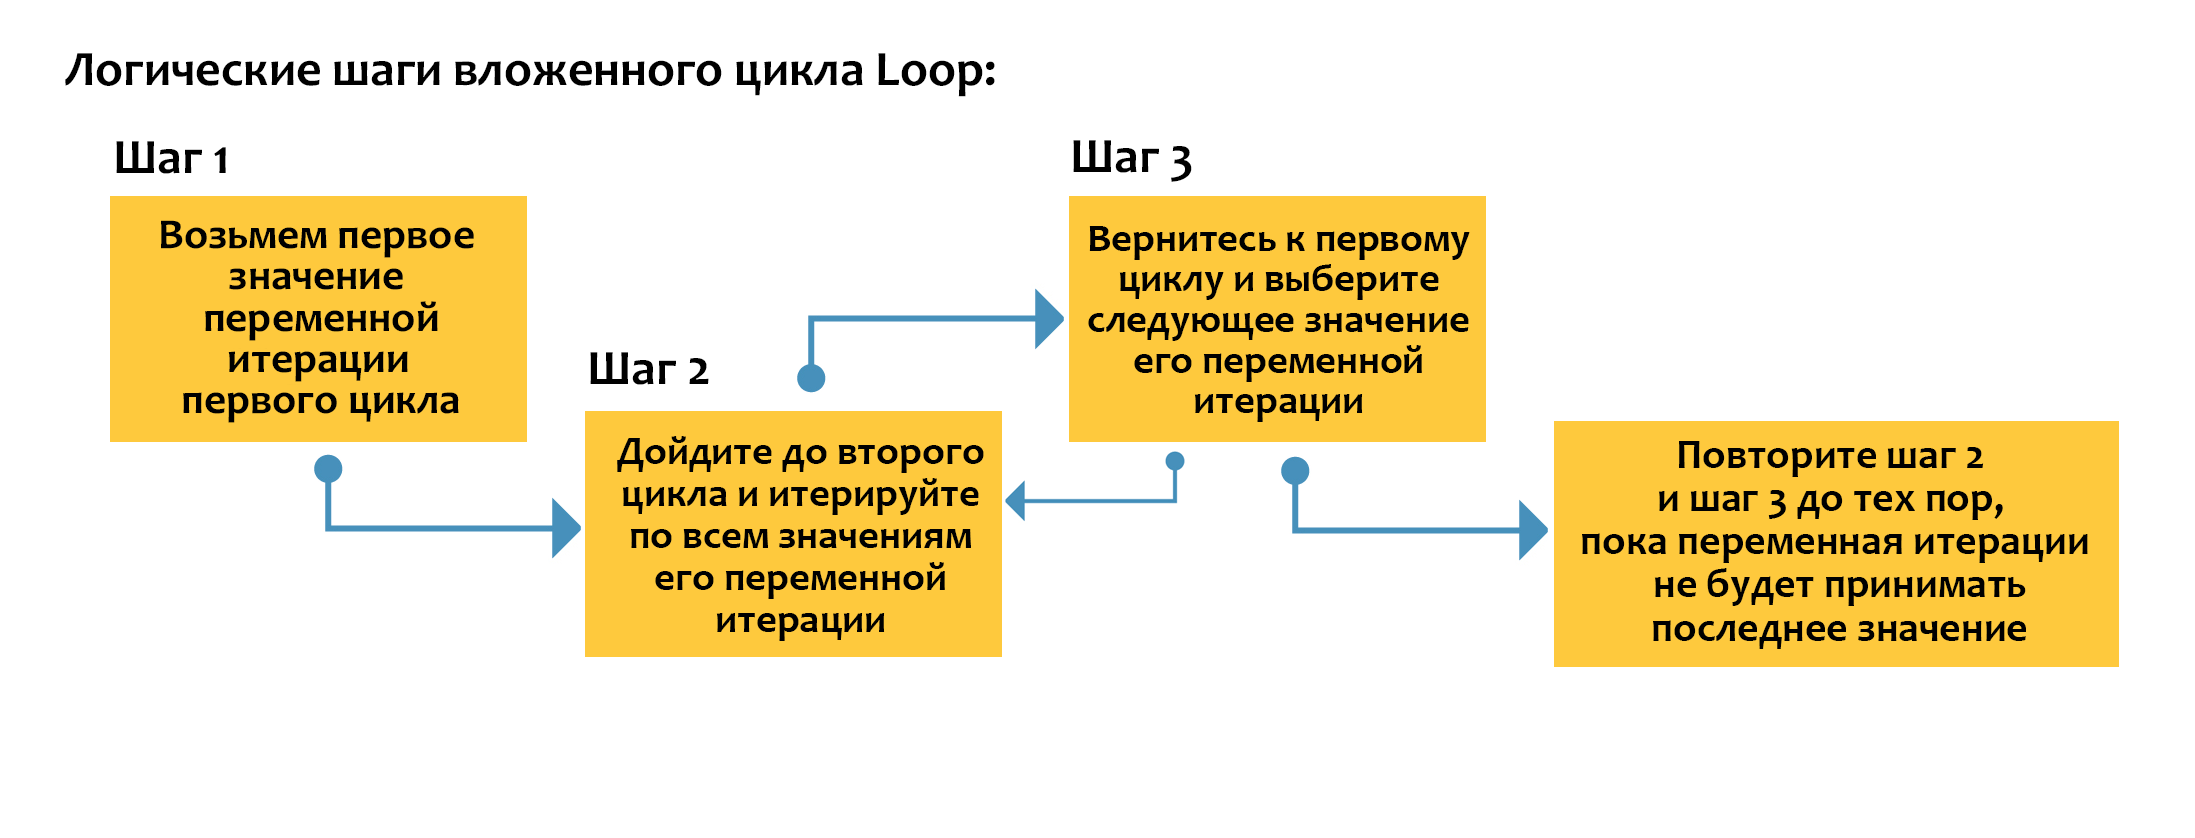 Логические шаги вложенного цикла Loop:
Шаг 1
Возьмем первое
значение
переменной
итерации
первого цикла
Шаг 2
Дойдите до второго
цикла и итерируйте
по всем значениям
его переменной
итерации
Шаг 3
Вернитесь к первому
циклу и выберите
следующее значение
его переменной
итерации
Повторите шаг 2
и шаг 3 до тех пор,
пока переменная итерации
не будет принимать
последнее значение